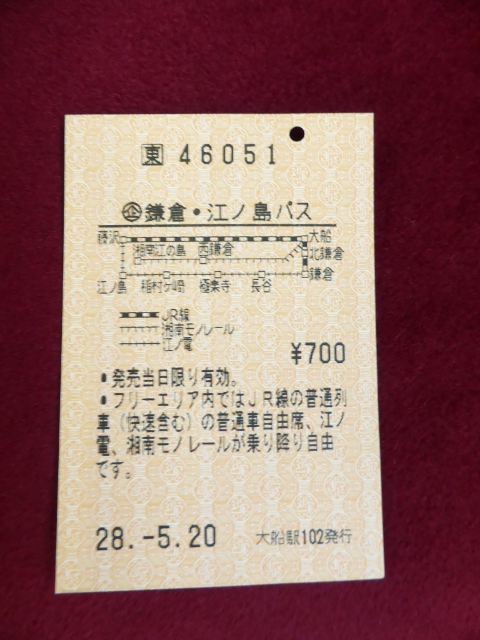 東 46051
企鎌倉・江ノ島パス
藤沢 大船
湘南江の島 西鎌倉 北鎌倉
鎌倉
江ノ島 稲村ケ崎 極楽寺 長谷
JR線
湘南モノレール
江ノ電
¥700
・発売当日限り有効。
・フリーエリア内ではJR線の普通列
車(快速含む)の普通車自由席、江ノ
電、湘南モノレールが乗り降り自由
です。
28.-5.20 大船駅102発行